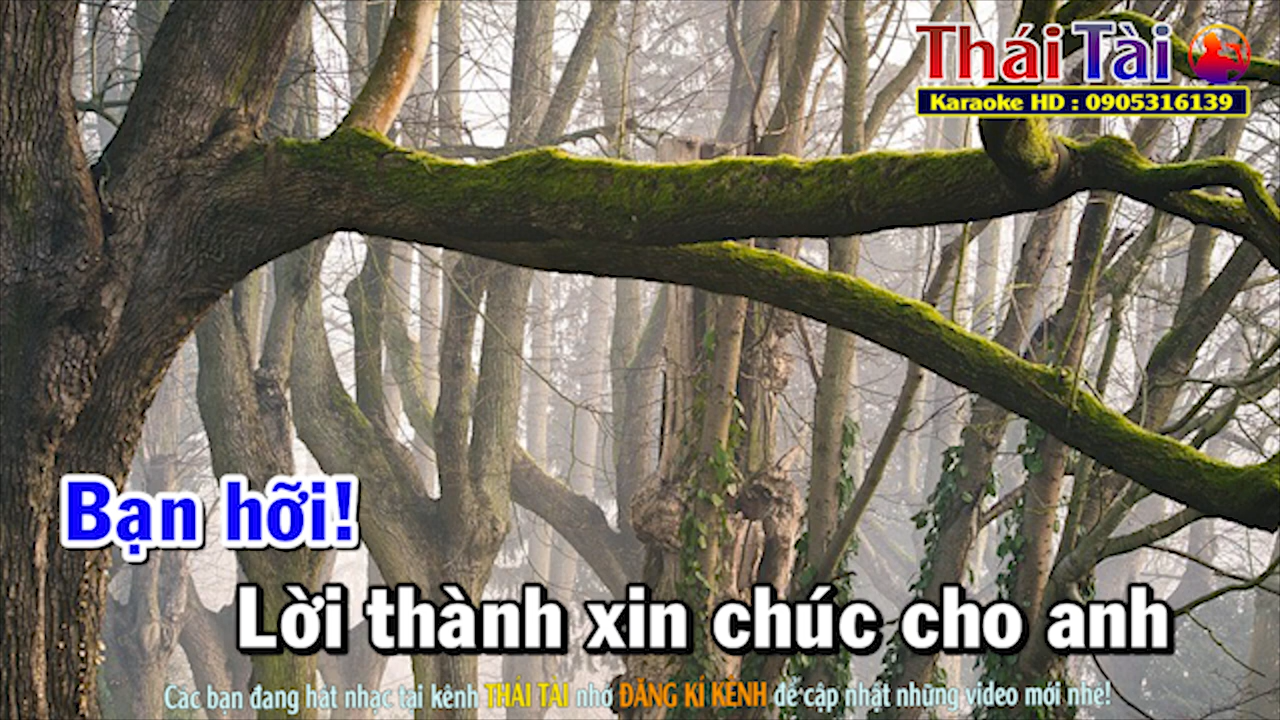 Thái Tài
Karaoke HD : 0905316139
Bạn hỡi!
Lời thành xin chúc cho anh
Các bạn đang hát nhạc tại kênh THÁI TÀI nhớ ĐĂNG KÍ KÊNH để cập nhật những video mới nhé!